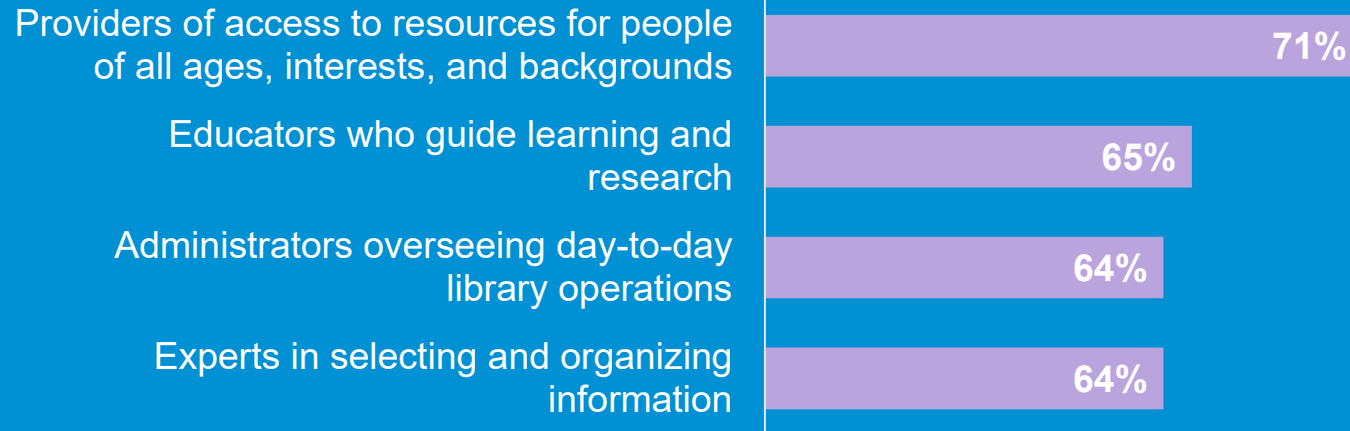 Providers of access to resources for people
of all ages, interests, and backgrounds
71%
Educators who guide learning and
research
65%
Administrators overseeing day-to-day
library operations
64%
Experts in selecting and organizing
information
64%